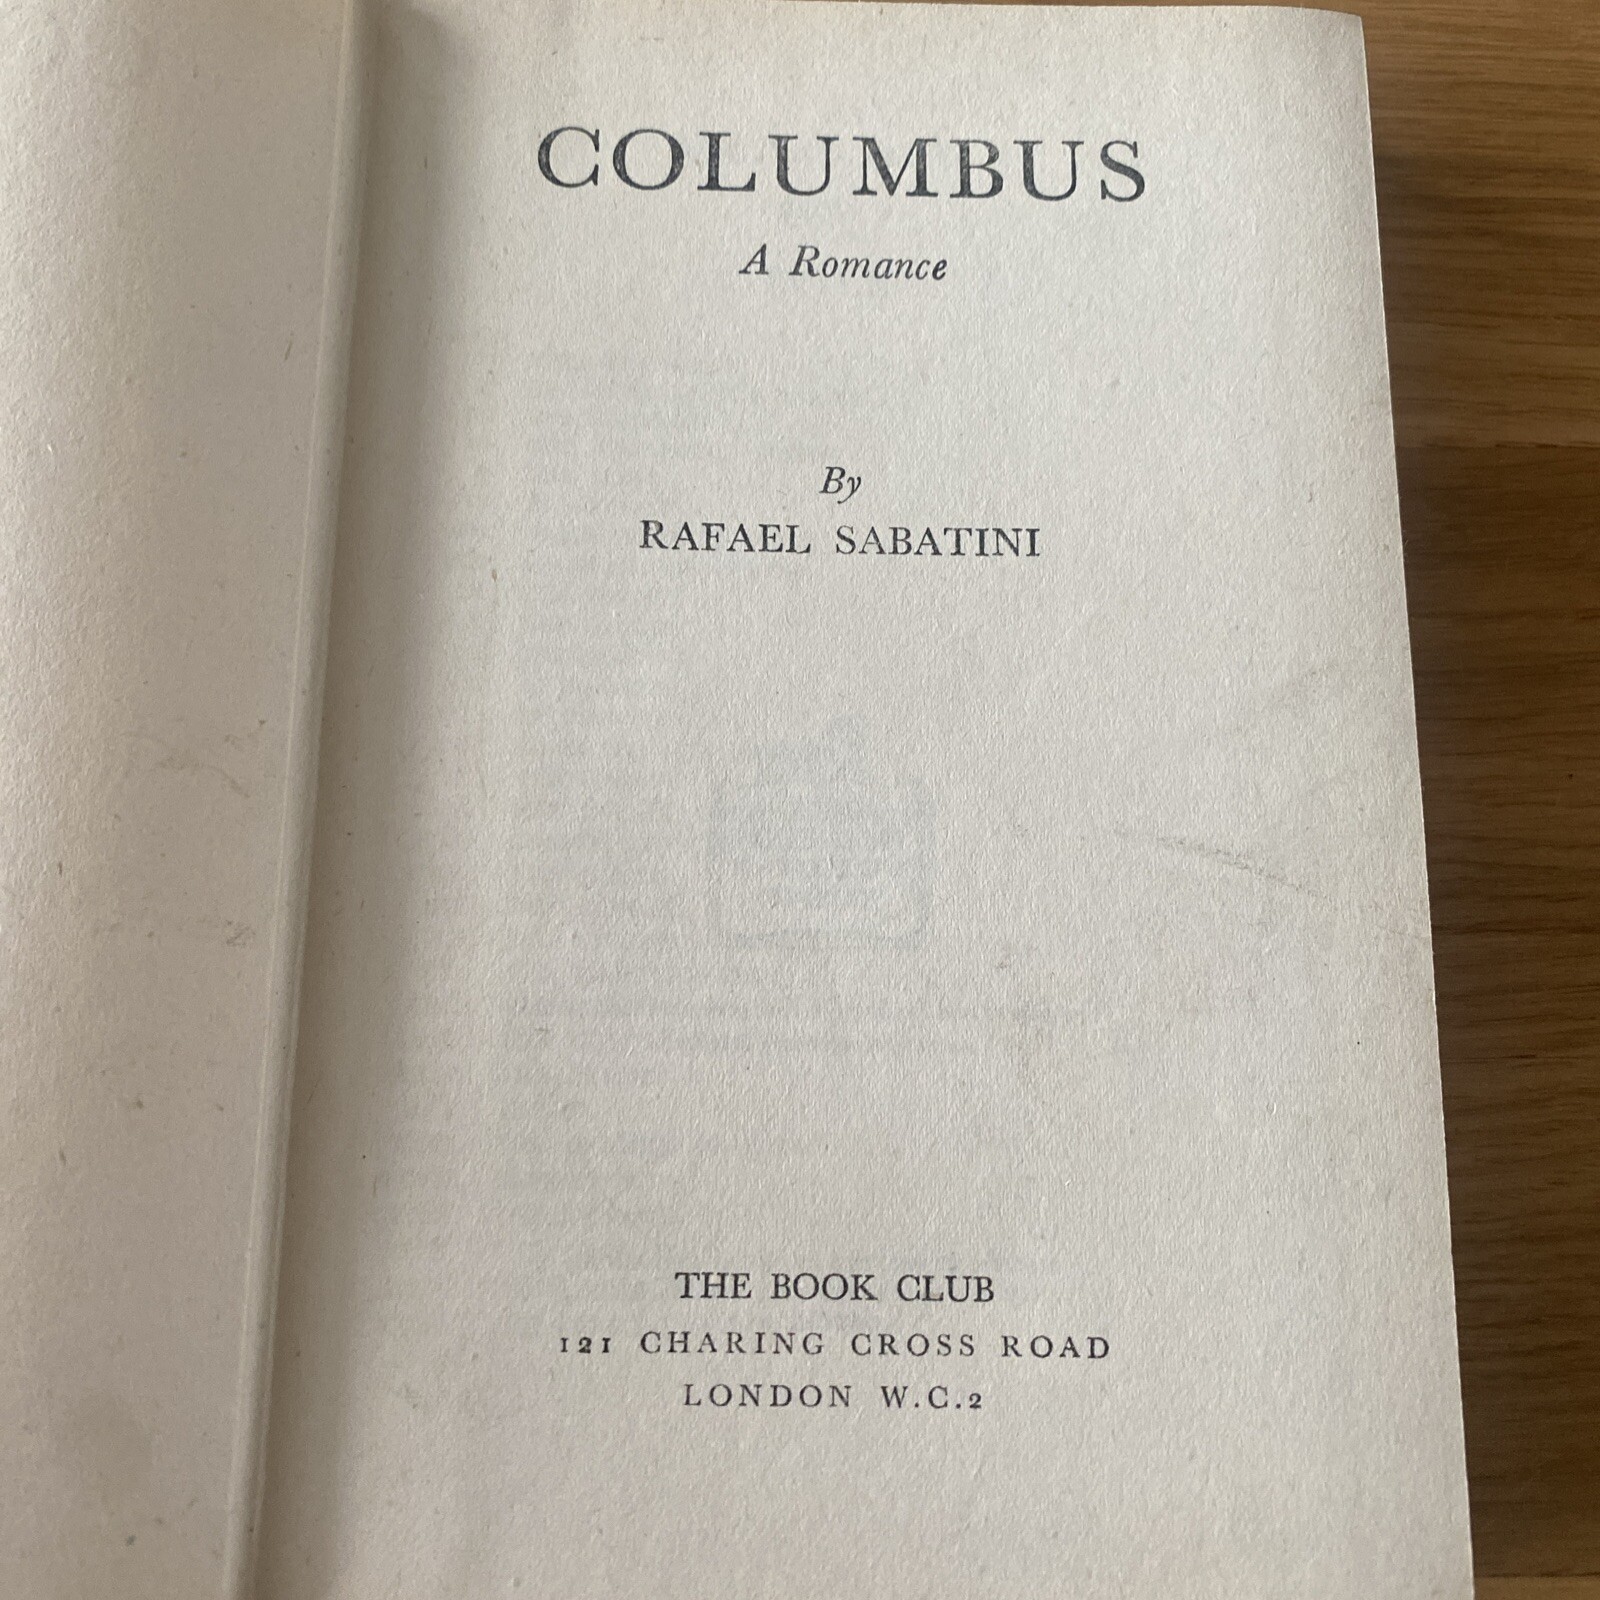 COLUMBUS
A Romance
By
RAFAEL SABATINI
THE BOOK CLUB
121 CHARING CROSS ROAD
LONDON W.C.2